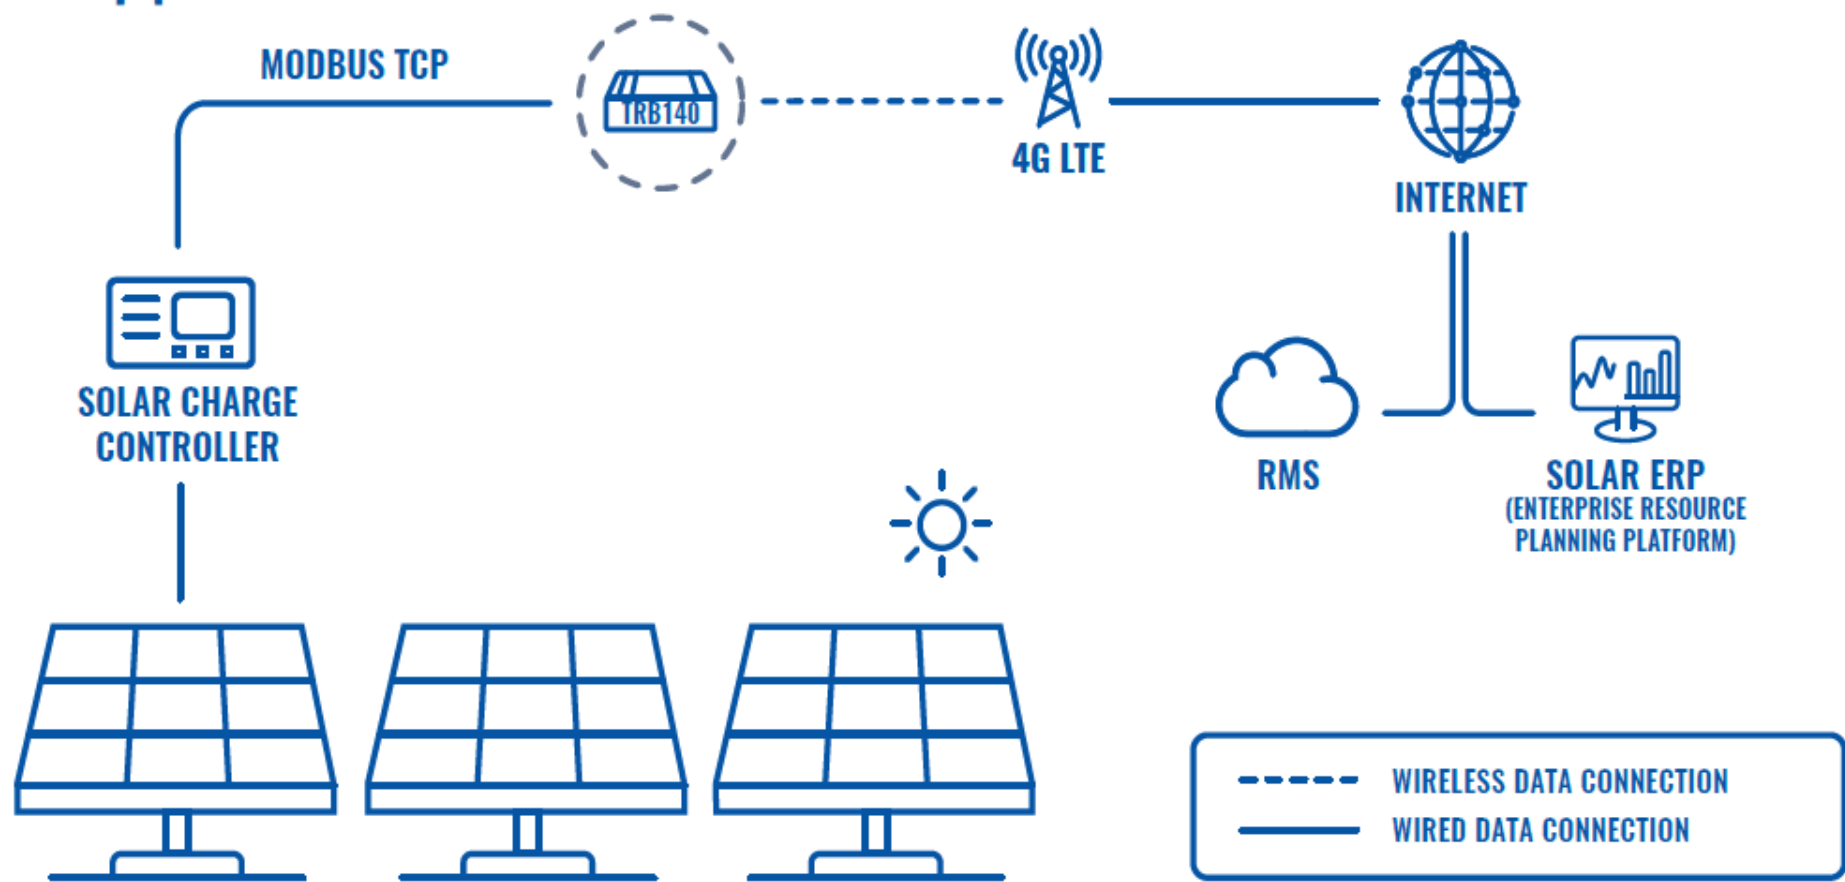 MODBUS TCP
TRB140
4G LTE
INTERNET
SOLAR CHARGE
CONTROLLER
RMS
SOLAR ERP
(ENTERPRISE RESOURCE
PLANNING PLATFORM)
WIRELESS DATA CONNECTION
WIRED DATA CONNECTION